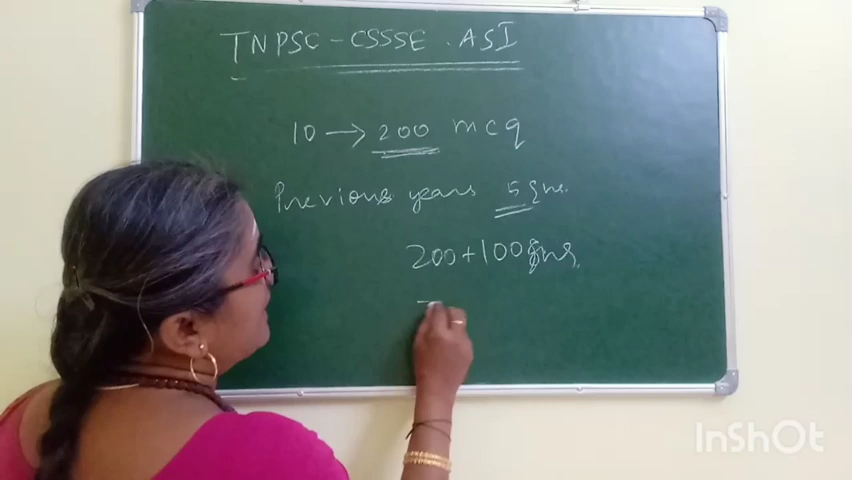 TNPSC - CSSSE . ASI
10 → 200 mcq
Previous years 5 Qns.
200+100 Qns.
InShOt